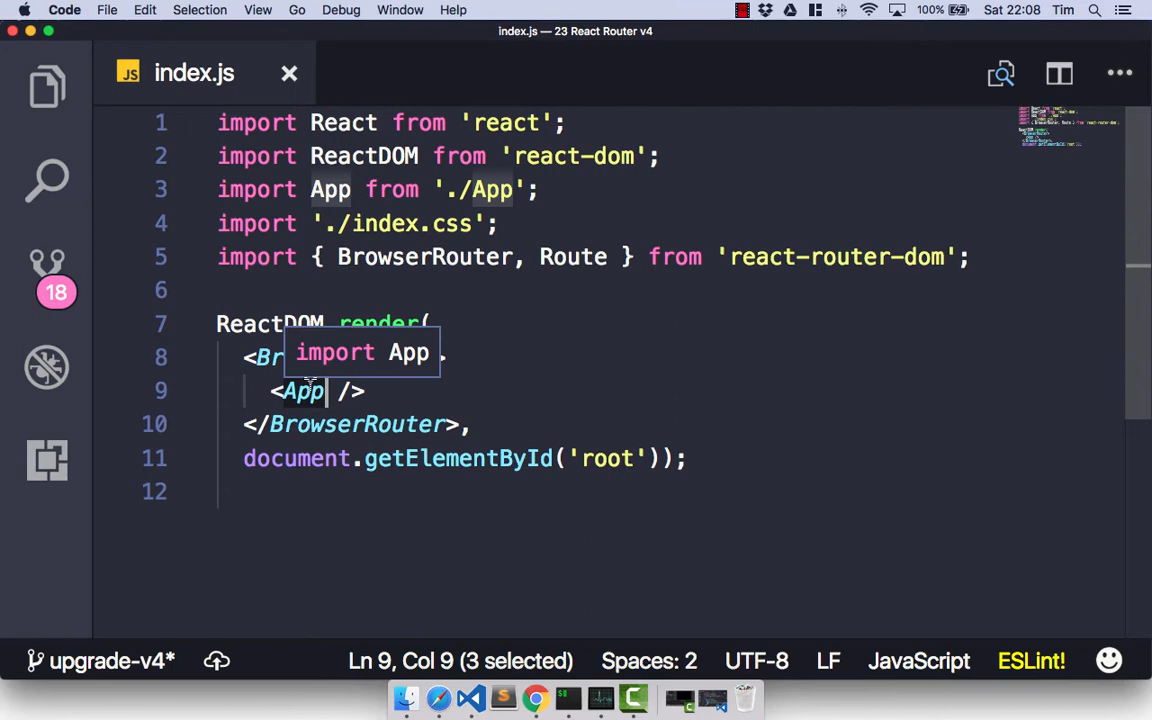 Code File Edit Selection View Go Debug Window Help 100% Sat 22:08 Tim
index.js — 23 React Router v4
JS index.js
1 import React from 'react';
2 import ReactDOM from 'react-dom';
3 import App from './App';
4 import './index.css';
5 import { BrowserRouter, Route } from 'react-router-dom';
6
7 ReactDOM render(
import App
8 <Br >
9 <App />
10 </BrowserRouter>,
11 document.getElementById('root'));
12
18
upgrade-v4* Ln 9, Col 9 (3 selected) Spaces: 2 UTF-8 LF JavaScript ESLint!